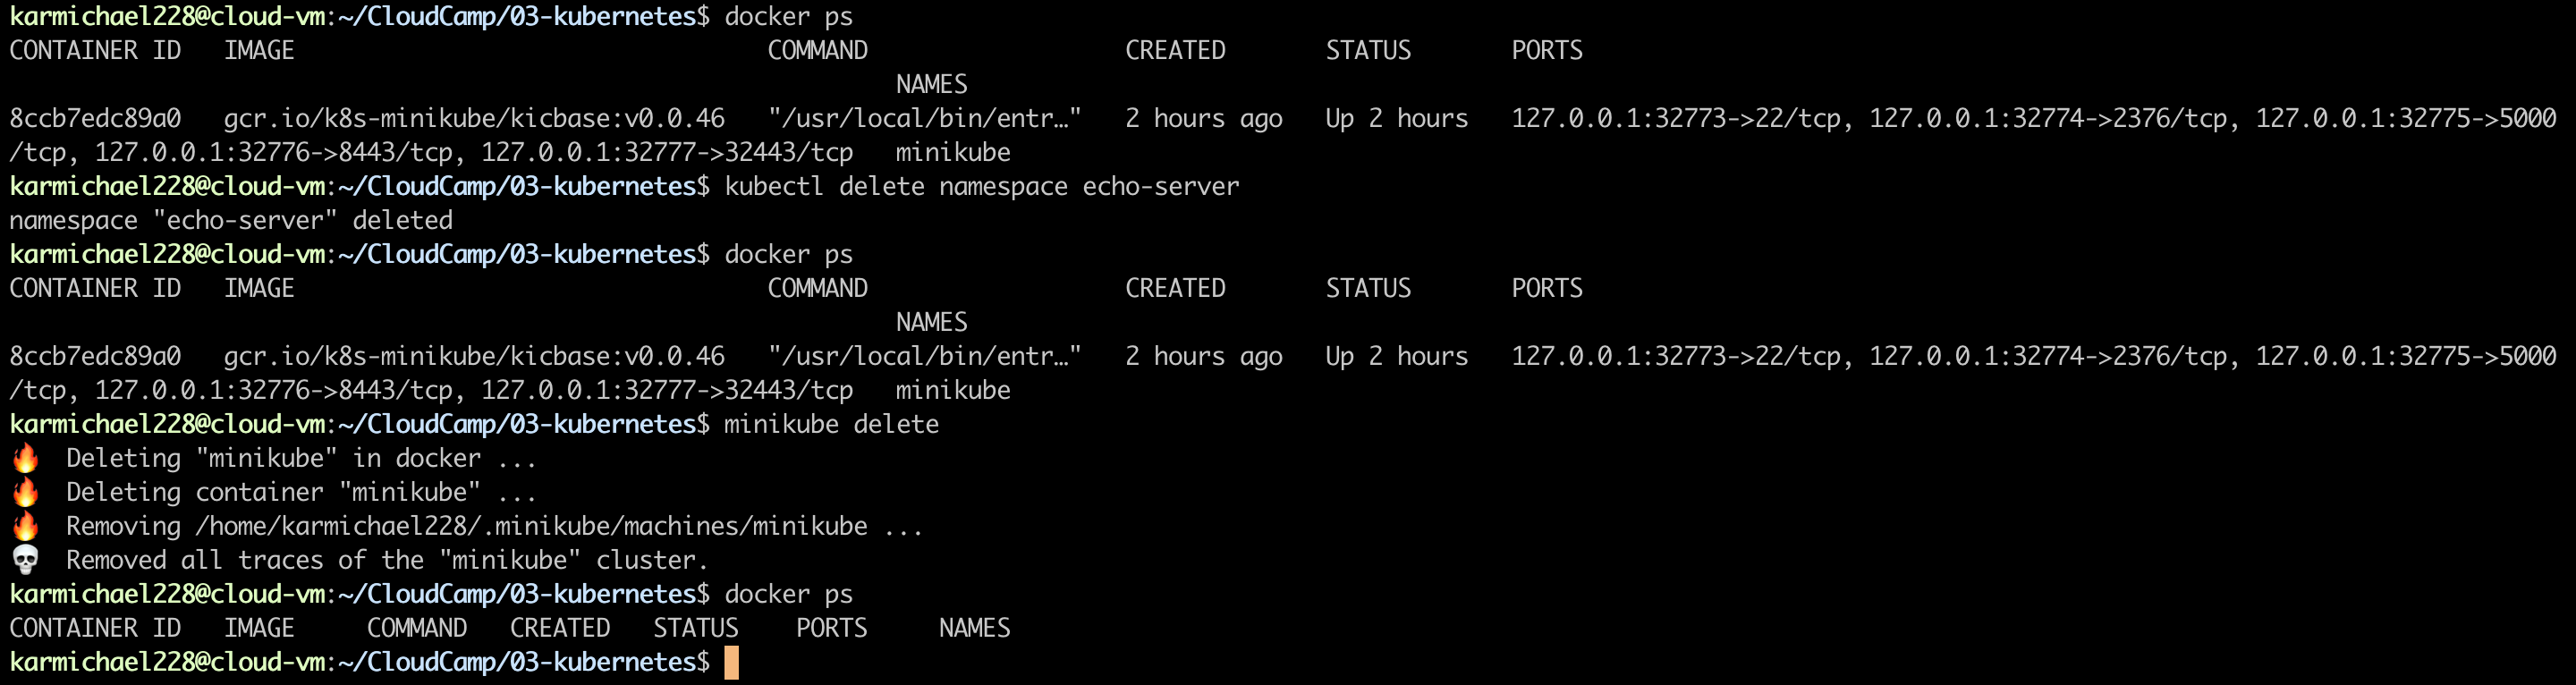 karmichael228@cloud-vm:~/CloudCamp/03-kubernetes$ docker ps
CONTAINER ID   IMAGE                                 COMMAND                  CREATED       STATUS       PORTS
                                                              NAMES
8ccb7edc89a0   gcr.io/k8s-minikube/kicbase:v0.0.46   "/usr/local/bin/entr…"   2 hours ago   Up 2 hours   127.0.0.1:32773->22/tcp, 127.0.0.1:32774->2376/tcp, 127.0.0.1:32775->5000
/tcp, 127.0.0.1:32776->8443/tcp, 127.0.0.1:32777->32443/tcp   minikube
karmichael228@cloud-vm:~/CloudCamp/03-kubernetes$ kubectl delete namespace echo-server
namespace "echo-server" deleted
karmichael228@cloud-vm:~/CloudCamp/03-kubernetes$ docker ps
CONTAINER ID   IMAGE                                 COMMAND                  CREATED       STATUS       PORTS
                                                              NAMES
8ccb7edc89a0   gcr.io/k8s-minikube/kicbase:v0.0.46   "/usr/local/bin/entr…"   2 hours ago   Up 2 hours   127.0.0.1:32773->22/tcp, 127.0.0.1:32774->2376/tcp, 127.0.0.1:32775->5000
/tcp, 127.0.0.1:32776->8443/tcp, 127.0.0.1:32777->32443/tcp   minikube
karmichael228@cloud-vm:~/CloudCamp/03-kubernetes$ minikube delete
🔥  Deleting "minikube" in docker ...
🔥  Deleting container "minikube" ...
🔥  Removing /home/karmichael228/.minikube/machines/minikube ...
💀  Removed all traces of the "minikube" cluster.
karmichael228@cloud-vm:~/CloudCamp/03-kubernetes$ docker ps
CONTAINER ID   IMAGE     COMMAND   CREATED   STATUS    PORTS     NAMES
karmichael228@cloud-vm:~/CloudCamp/03-kubernetes$